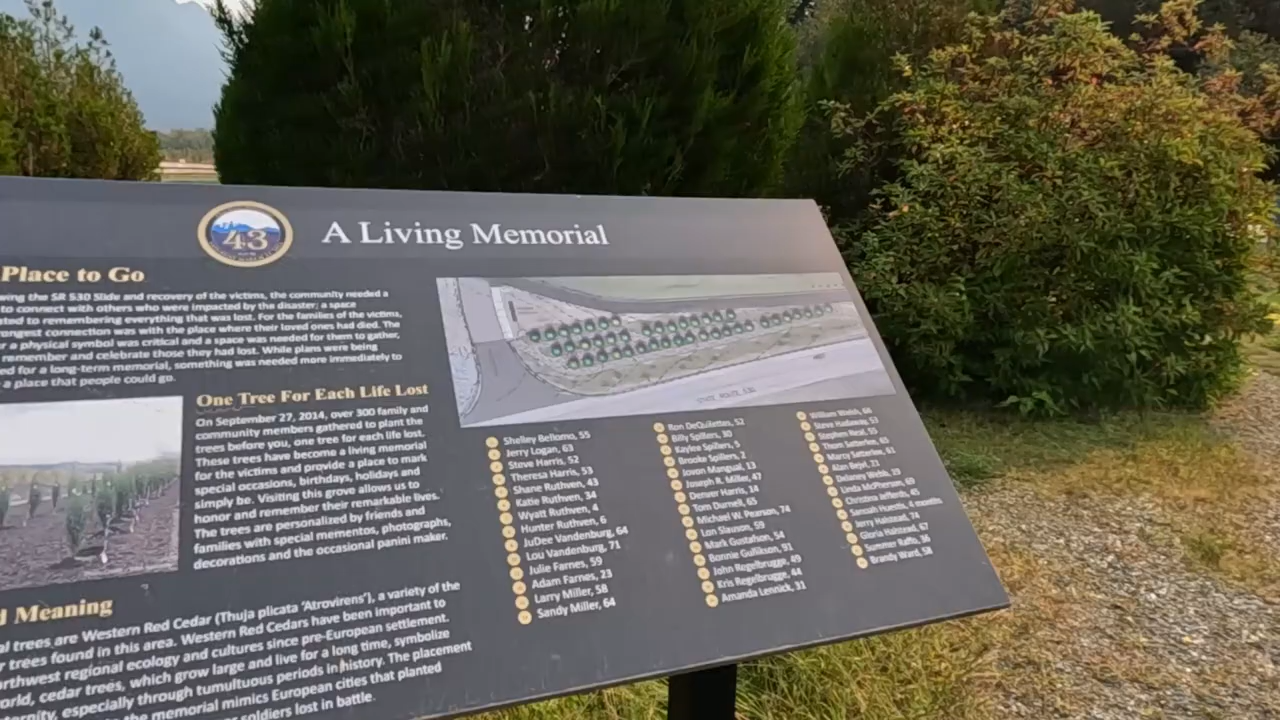 43
A Living Memorial
Place to Go
wing the SR 530 Slide and recovery of the victims, the community needed a
to connect with others who were impacted by the disaster; a space
ted to remembering everything that was lost. For the families of the victims,
rongest connection was with the place where their loved ones had died. The
r a physical symbol was critical and a space was needed for them to gather,
remember and celebrate those they had lost. While plans were being
ed for a long-term memorial, something was needed more immediately to
a place that people could go.
One Tree For Each Life Lost
On September 27, 2014, over 300 family and
community members gathered to plant the
trees before you, one tree for each life lost.
These trees have become a living memorial
for the victims and provide a place to mark
special occasions, birthdays, holidays and
simply be. Visiting this grove allows us to
honor and remember their remarkable lives.
The trees are personalized by friends and
families with special mementos, photographs,
decorations and the occasional panini maker.
d Meaning
al trees are Western Red Cedar (Thuja plicata 'Atrovirens'), a variety of the
r trees found in this area. Western Red Cedars have been important to
rthwest regional ecology and cultures since pre-European settlement.
orld, cedar trees, which grow large and live for a long time, symbolize
ternity, especially through tumultuous periods in history. The placement
the memorial mimics European cities that planted
soldiers lost in battle.
STATE ROUTE 530
Shelley Bellomo, 55
Jerry Logan, 63
Steve Harris, 52
Theresa Harris, 53
Shane Ruthven, 43
Katie Ruthven, 34
Wyatt Ruthven, 4
Hunter Ruthven, 6
JuDee Vandenburg, 64
Lou Vandenburg, 71
Julie Farnes, 59
Adam Farnes, 23
Larry Miller, 58
Sandy Miller, 64
Ron DeQuilettes, 52
Billy Spillers, 30
Kaylee Spillers, 5
Brooke Spillers, 2
Jovon Mangual, 13
Joseph R. Miller, 47
Denver Harris, 14
Tom Durnell, 65
Michael W. Pearson, 74
Lon Slauson, 59
Mark Gustafson, 54
Bonnie Gullikson, 91
John Regelbrugge, 49
Kris Regelbrugge, 44
Amanda Lennick, 31
William Welsh, 66
Steve Hadaway, 53
Stephen Neal, 55
Thom Satterlee, 65
Marcy Satterlee, 61
Alan Bejvl, 21
Delaney Webb, 19
Linda McPherson, 69
Christina Jefferds, 45
Sanoah Huestis, 4 months
Jerry Halstead, 74
Gloria Halstead, 67
Summer Raffo, 36
Brandy Ward, 58